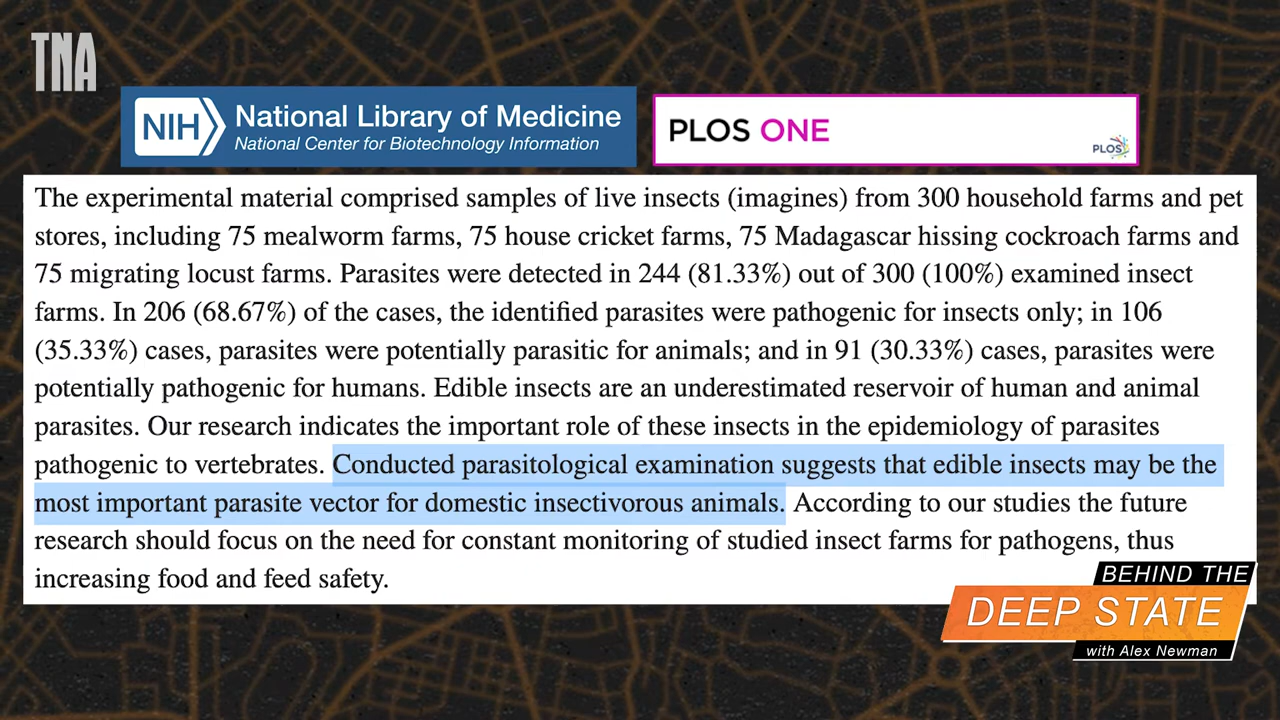 TNA
NIH National Library of Medicine
National Center for Biotechnology Information
PLOS ONE
PLOS
The experimental material comprised samples of live insects (imagines) from 300 household farms and pet
stores, including 75 mealworm farms, 75 house cricket farms, 75 Madagascar hissing cockroach farms and
75 migrating locust farms. Parasites were detected in 244 (81.33%) out of 300 (100%) examined insect
farms. In 206 (68.67%) of the cases, the identified parasites were pathogenic for insects only; in 106
(35.33%) cases, parasites were potentially parasitic for animals; and in 91 (30.33%) cases, parasites were
potentially pathogenic for humans. Edible insects are an underestimated reservoir of human and animal
parasites. Our research indicates the important role of these insects in the epidemiology of parasites
pathogenic to vertebrates. Conducted parasitological examination suggests that edible insects may be the
most important parasite vector for domestic insectivorous animals. According to our studies the future
research should focus on the need for constant monitoring of studied insect farms for pathogens, thus
increasing food and feed safety.
BEHIND THE
DEEP STATE
with Alex Newman